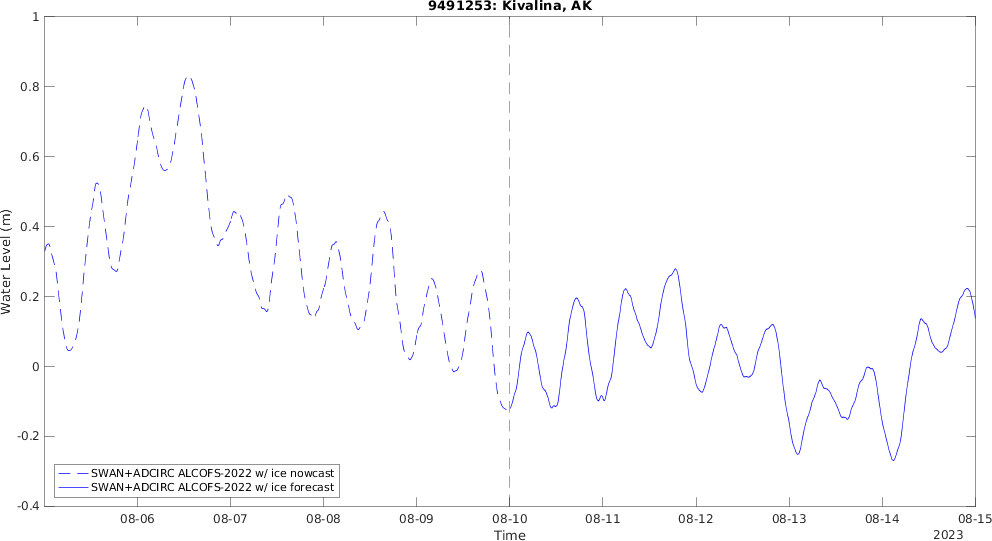 9491253: Kivalina, AK
1
0.8
0.6
0.4
0.2
0
-0.2
-0.4
Water Level (m)
SWAN+ADCIRC ALCOFS-2022 w/ ice nowcast
SWAN+ADCIRC ALCOFS-2022 w/ ice forecast
08-06 08-07 08-08 08-09 08-10 08-11 08-12 08-13 08-14 08-15
Time
2023